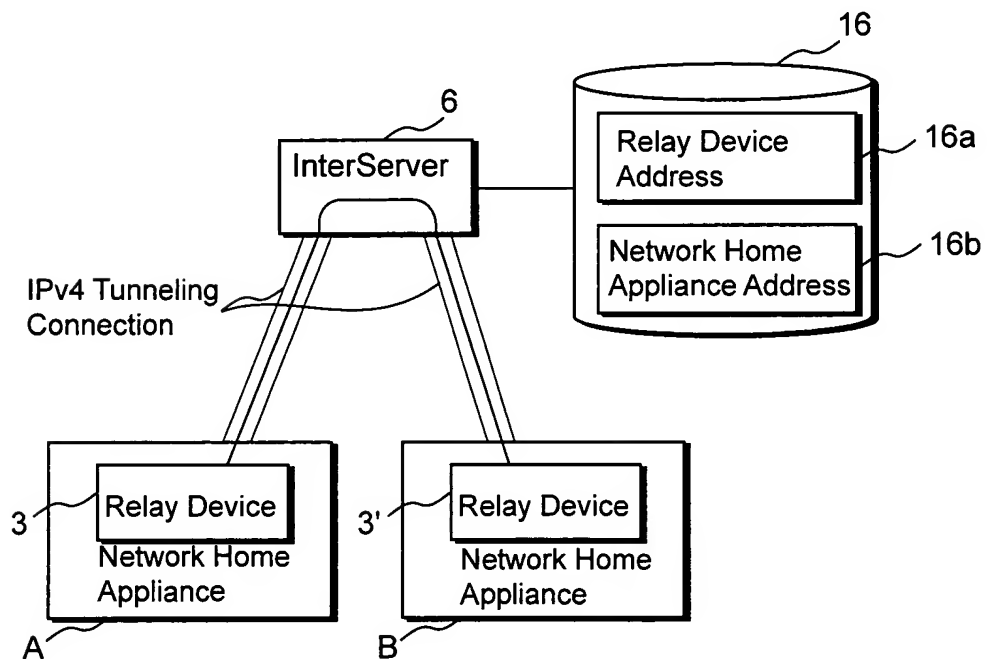 16
6
InterServer
Relay Device
Address
16a
Network Home
Appliance Address
16b
IPv4 Tunneling
Connection
3
Relay Device
Network Home
Appliance
A
3'
Relay Device
Network Home
Appliance
B